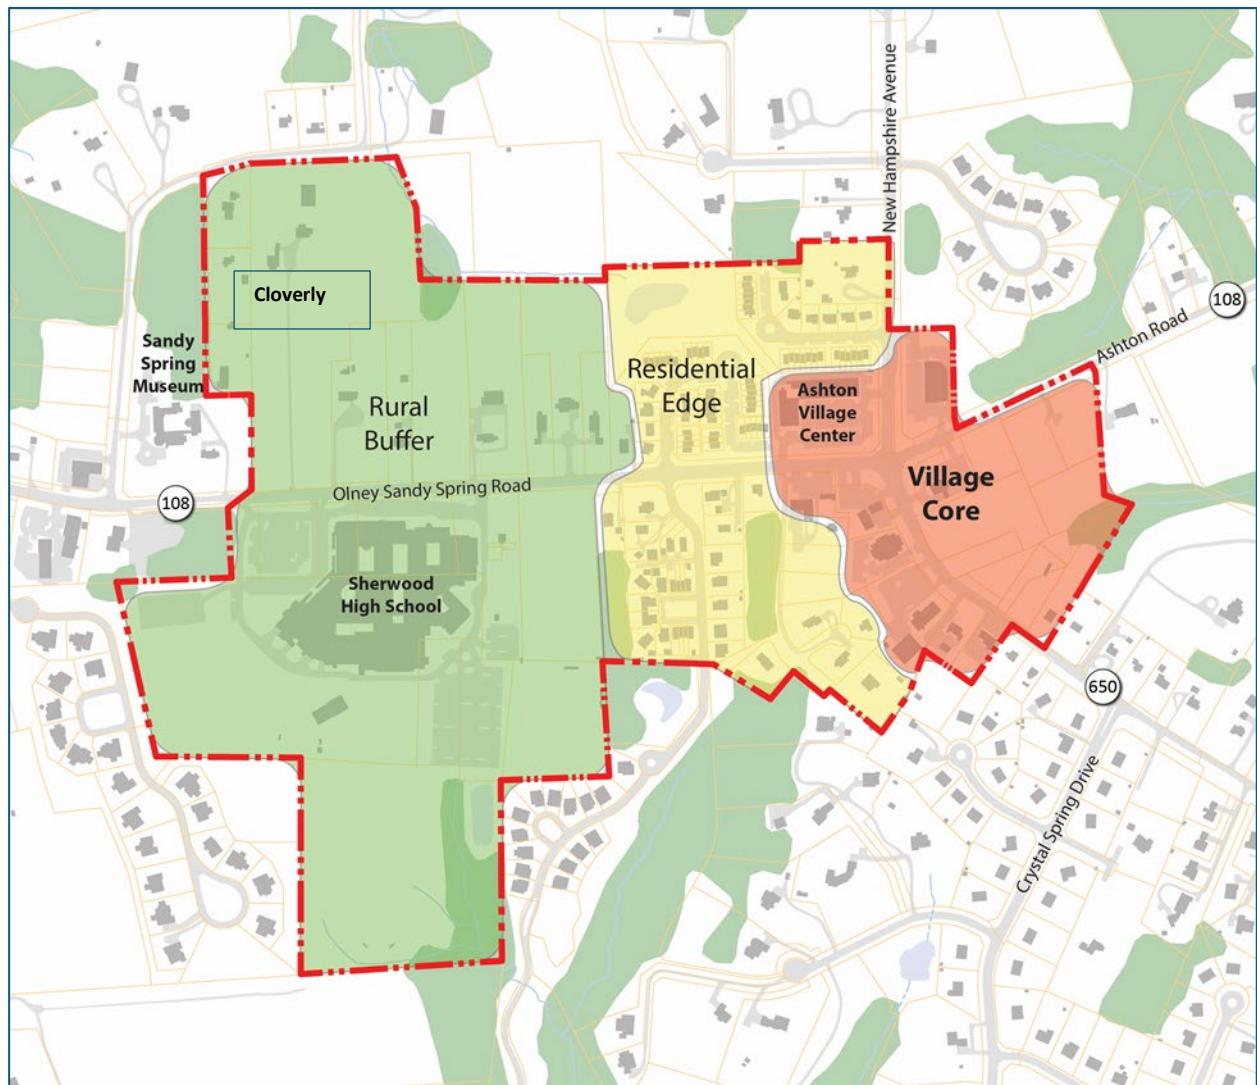 New Hampshire Avenue
Cloverly
108
Ashton Road
Sandy
Spring
Museum
Residential
Edge
Ashton
Village
Center
Rural
Buffer
Village
Core
Olney Sandy Spring Road
108
Sherwood
High School
650
Crystal Spring Drive